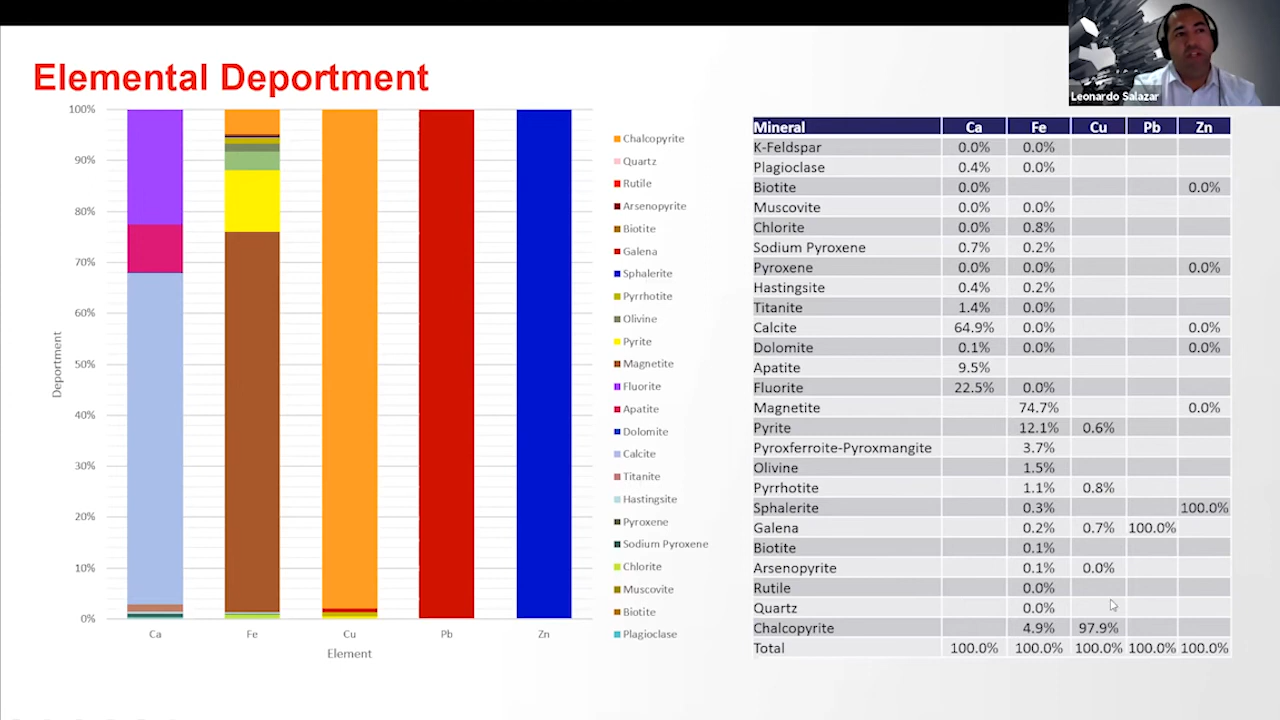 Leonardo Salazar
Elemental Deportment
100%
90%
80%
70%
60%
50%
40%
30%
20%
10%
0%
Deportment
Ca Fe Cu Pb Zn
Element
Chalcopyrite
Quartz
Rutile
Arsenopyrite
Biotite
Galena
Sphalerite
Pyrrhotite
Olivine
Pyrite
Magnetite
Fluorite
Apatite
Dolomite
Calcite
Titanite
Hastingsite
Pyroxene
Sodium Pyroxene
Chlorite
Muscovite
Biotite
Plagioclase
Mineral Ca Fe Cu Pb Zn
K-Feldspar 0.0% 0.0%
Plagioclase 0.4% 0.0%
Biotite 0.0% 0.0%
Muscovite 0.0% 0.0%
Chlorite 0.0% 0.8%
Sodium Pyroxene 0.7% 0.2%
Pyroxene 0.0% 0.0% 0.0%
Hastingsite 0.4% 0.2%
Titanite 1.4% 0.0%
Calcite 64.9% 0.0% 0.0%
Dolomite 0.1% 0.0% 0.0%
Apatite 9.5%
Fluorite 22.5% 0.0%
Magnetite 74.7% 0.0%
Pyrite 12.1% 0.6%
Pyroxferroite-Pyroxmangite 3.7%
Olivine 1.5%
Pyrrhotite 1.1% 0.8%
Sphalerite 0.3% 100.0%
Galena 0.2% 0.7% 100.0%
Biotite 0.1%
Arsenopyrite 0.1% 0.0%
Rutile 0.0%
Quartz 0.0%
Chalcopyrite 4.9% 97.9%
Total 100.0% 100.0% 100.0% 100.0% 100.0%